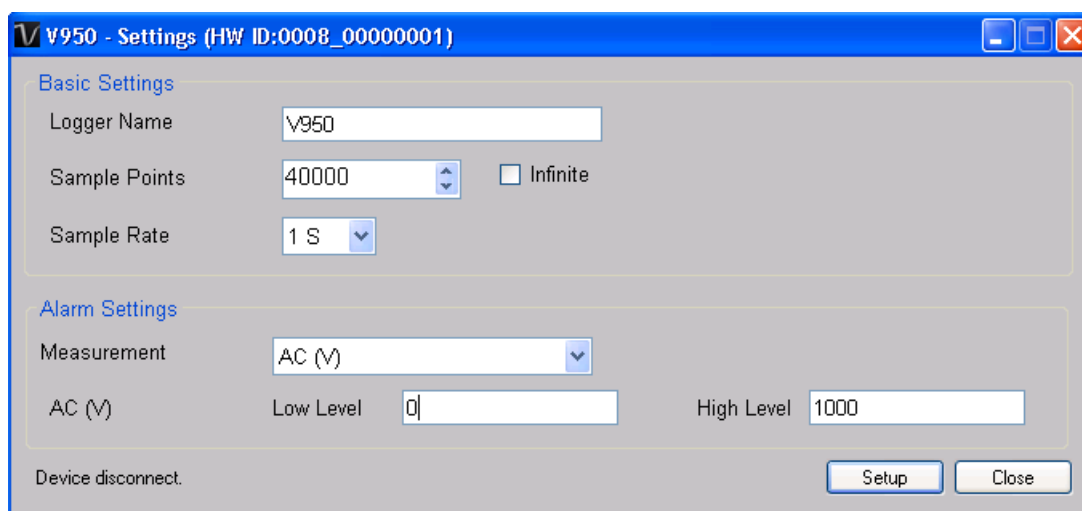 V950 - Settings (HW ID:0008_00000001)
Basic Settings
Logger Name V950
Sample Points 40000 Infinite
Sample Rate 1 S
Alarm Settings
Measurement AC (V)
AC (V) Low Level 0 High Level 1000
Device disconnect. Setup Close